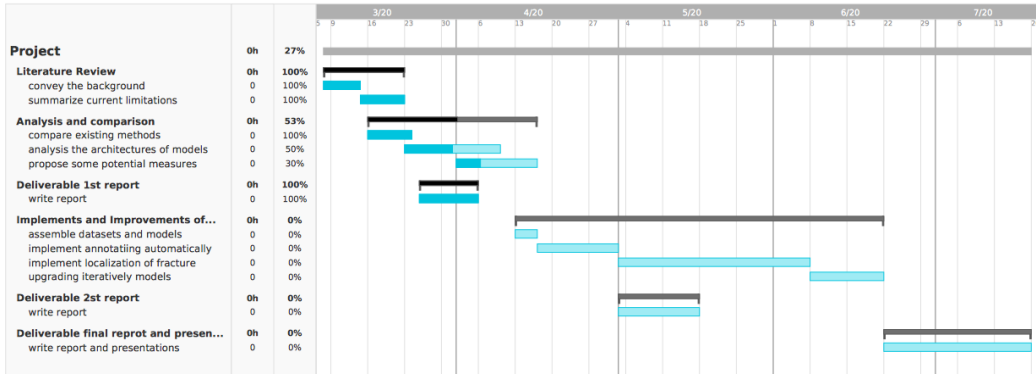 3/20 4/20 5/20 6/20 7/20
9 16 23 30 6 13 20 27 4 11 18 25 1 8 15 22 29 6 13
Project 0h 27%
Literature Review 0h 100%
convey the background 0 100%
summarize current limitations 0 100%
Analysis and comparison 0h 53%
compare existing methods 0 100%
analysis the architectures of models 0 50%
propose some potential measures 0 30%
Deliverable 1st report 0h 100%
write report 0 100%
Implements and Improvements of... 0h 0%
assemble datasets and models 0 0%
implement annotatiing automatically 0 0%
implement localization of fracture 0 0%
upgrading iteratively models 0 0%
Deliverable 2st report 0h 0%
write report 0 0%
Deliverable final reprot and presen... 0h 0%
write report and presentations 0 0%